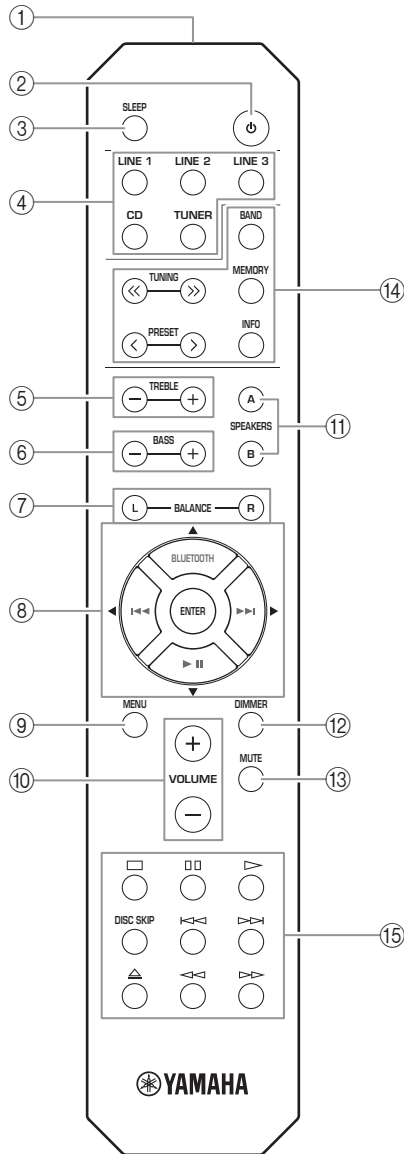 ①
②
SLEEP
③
LINE 1 LINE 2 LINE 3
④
CD TUNER BAND
TUNING MEMORY
⑭
PRESET INFO
⑤ TREBLE A
SPEAKERS ⑪
⑥ BASS B
⑦ L BALANCE R
BLUETOOTH
⑧ ENTER
MENU DIMMER
⑨ ⑫
+ MUTE
⑩ VOLUME ⑬
−
DISC SKIP
⑮
YAMAHA